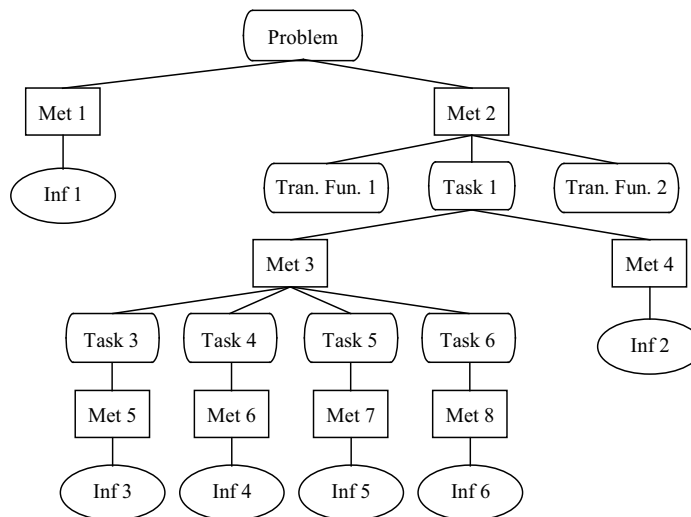 Problem
Met 1
Met 2
Inf 1
Tran. Fun. 1
Task 1
Tran. Fun. 2
Met 3
Met 4
Task 3
Task 4
Task 5
Task 6
Inf 2
Met 5
Met 6
Met 7
Met 8
Inf 3
Inf 4
Inf 5
Inf 6